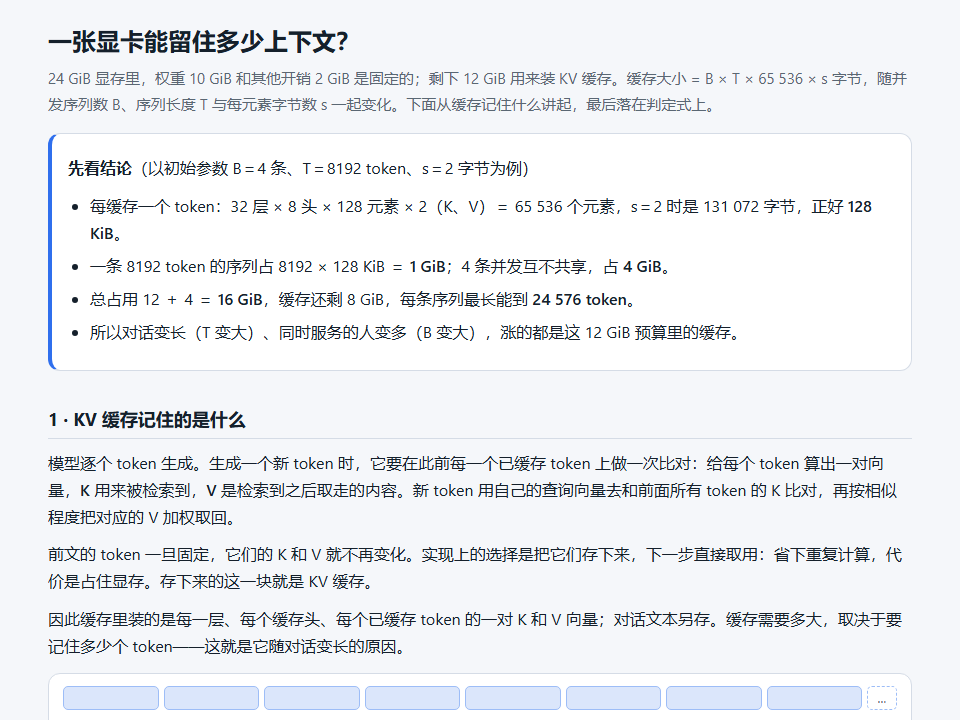 一张显卡能留住多少上下文？
24 GiB 显存里，权重 10 GiB 和其他开销 2 GiB 是固定的；剩下 12 GiB 用来装 KV 缓存。缓存大小 = B × T × 65 536 × s 字节，随并
发序列数 B、序列长度 T 与每元素字节数 s 一起变化。下面从缓存记住什么讲起，最后落在判定式上。
先看结论（以初始参数 B = 4 条、T = 8192 token、s = 2 字节为例）
• 每缓存一个 token：32 层 × 8 头 × 128 元素 × 2（K、V）= 65 536 个元素，s = 2 时是 131 072 字节，正好 128
KiB。
• 一条 8192 token 的序列占 8192 × 128 KiB = 1 GiB；4 条并发互不共享，占 4 GiB。
• 总占用 12 + 4 = 16 GiB，缓存还剩 8 GiB，每条序列最长能到 24 576 token。
• 所以对话变长（T 变大）、同时服务的人变多（B 变大），涨的都是这 12 GiB 预算里的缓存。
1 · KV 缓存记住的是什么
模型逐个 token 生成。生成一个新 token 时，它要在此前每一个已缓存 token 上做一次比对：给每个 token 算出一对向
量，K 用来被检索到，V 是检索到之后取走的内容。新 token 用自己的查询向量去和前面所有 token 的 K 比对，再按相似
程度把对应的 V 加权取回。
前文的 token 一旦固定，它们的 K 和 V 就不再变化。实现上的选择是把它们存下来，下一步直接取用：省下重复计算，代
价是占住显存。存下来的这一块就是 KV 缓存。
因此缓存里装的是每一层、每个缓存头、每个已缓存 token 的一对 K 和 V 向量；对话文本另存。缓存需要多大，取决于要
记住多少个 token——这就是它随对话变长的原因。
...